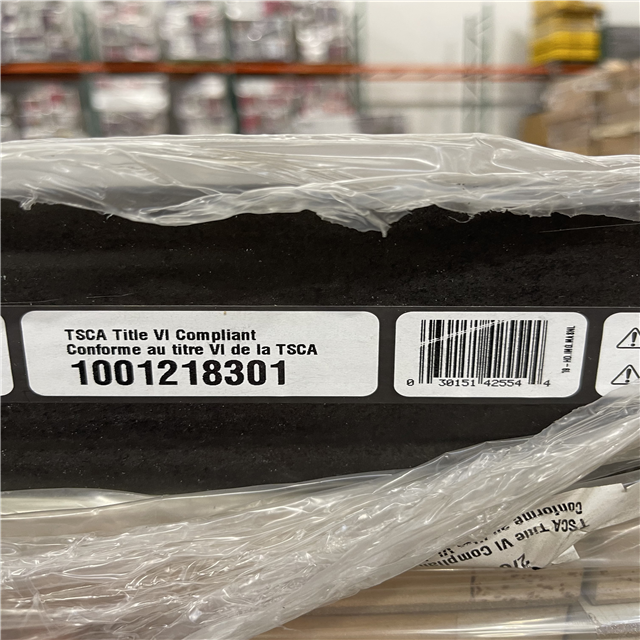 TSCA Title VI Compliant
Conforme au titre VI de la TSCA
1001218301
0 30151 42554 4
TSCA Title VI Compliant
Conforme au